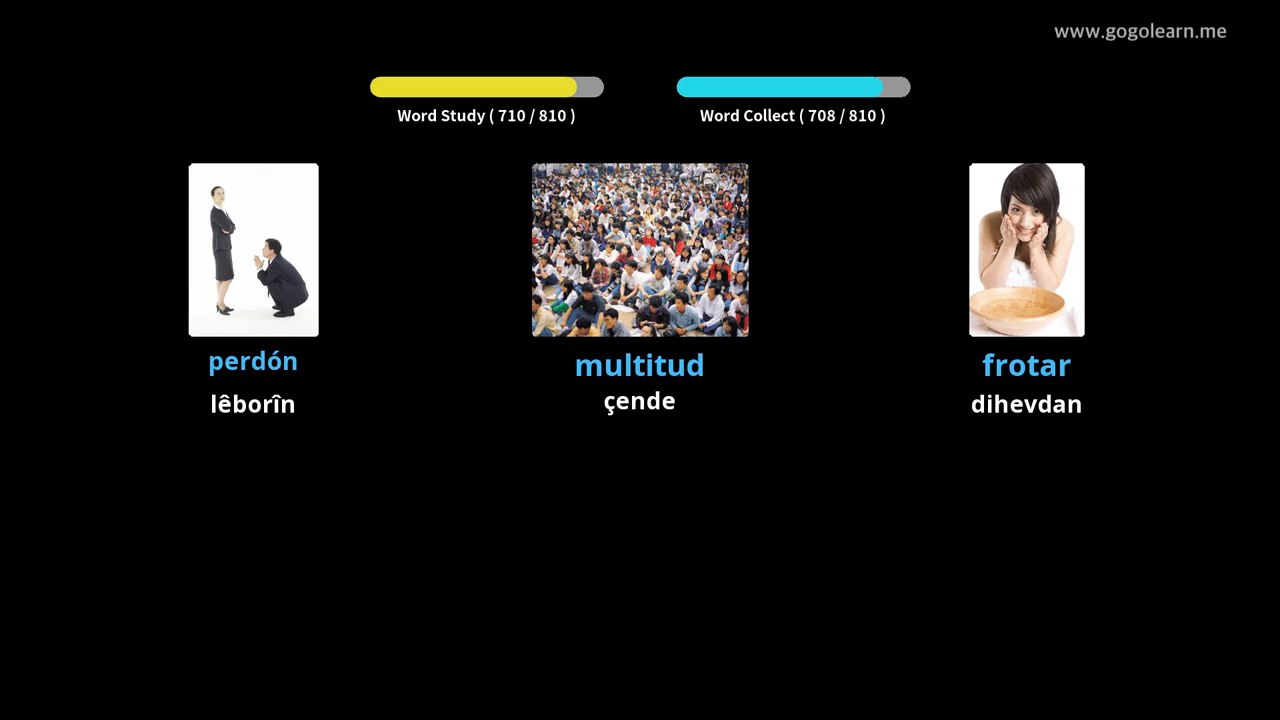 www.gogolearn.me
Word Study ( 710 / 810 )
Word Collect ( 708 / 810 )
perdón
multitud
frotar
lêborîn
çende
dihevdan